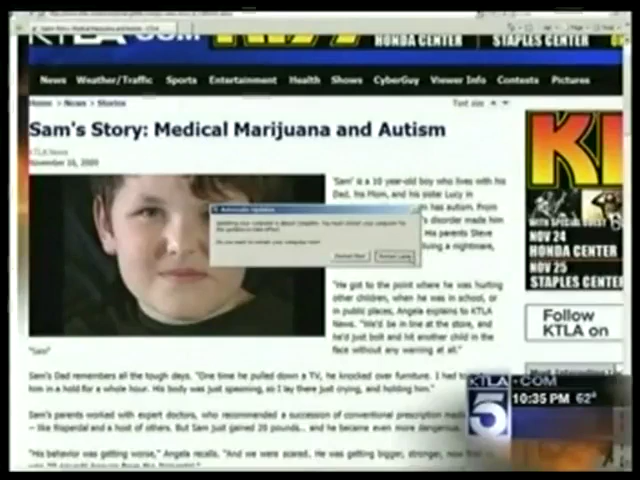 KTLA.COM
HONDA CENTER
STAPLES CENTER
News Weather/Traffic Sports Entertainment Health Shows CyberGuy Viewer Info Contests Pictures
Home > News > Stories
Text size
Sam's Story: Medical Marijuana and Autism
KTLA News
'Sam' is a 10 year-old boy who lives with his
Dad, his Mom, and his sister Lucy in
has autism. From
's disorder made him
His parents Steve
living a nightmare,
Automatic Updates
"He got to the point where he was hurting
other children, when he was in school, or
in public places, Angela explains to KTLA
News. "We'd be in line at the store, and
he'd just bolt and hit another child in the
face without any warning at all."
"Sam"
Sam's Dad remembers all the tough days. "One time he pulled down a TV, he knocked over furniture. I had to
him in a hold for a whole hour. His body was just spasming, so I lay there just crying, and holding him."
Sam's parents worked with expert doctors, who recommended a succession of conventional prescription
-- like Risperdal and a host of others. But Sam just gained 20 pounds... and he became even more dangerous.
"His behavior was getting worse," Angela recalls. "And we were scared. He was getting bigger, stronger,
WITH SPECIAL GUEST
NOV 24
HONDA CENTER
NOV 25
STAPLES CENTER
Follow
KTLA on
KTLA.COM
5
10:35 PM 62°